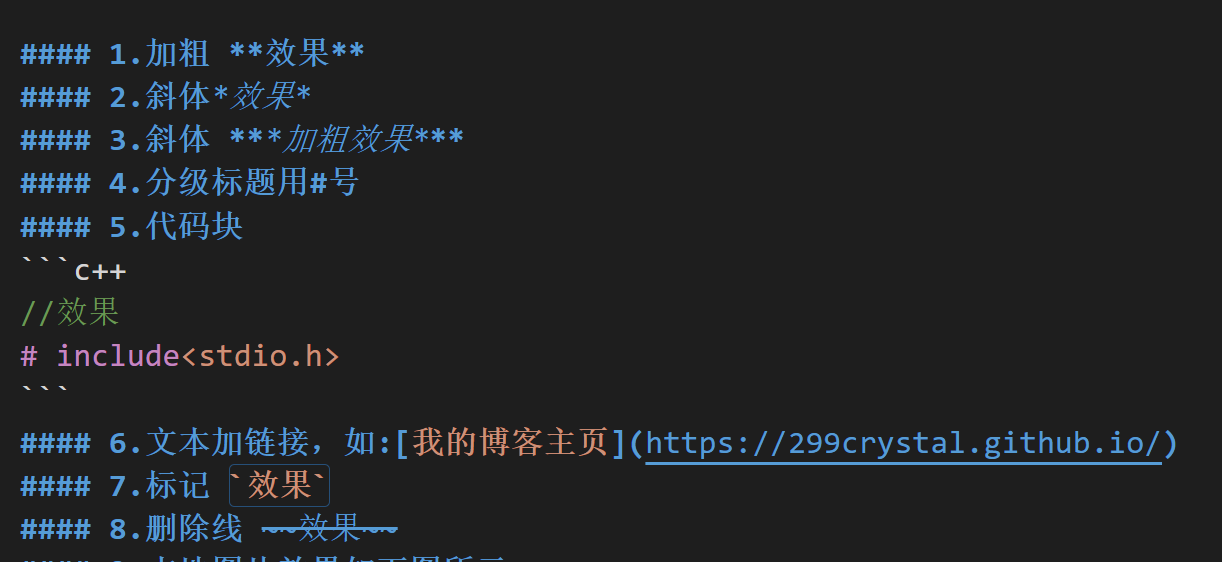 #### 1.加粗 **效果**
#### 2.斜体*效果*
#### 3.斜体 ***加粗效果***
#### 4.分级标题用#号
#### 5.代码块
```c++
//效果
# include<stdio.h>
```
#### 6.文本加链接，如:[我的博客主页](https://299crystal.github.io/)
#### 7.标记 `效果`
#### 8.删除线 ~~效果~~